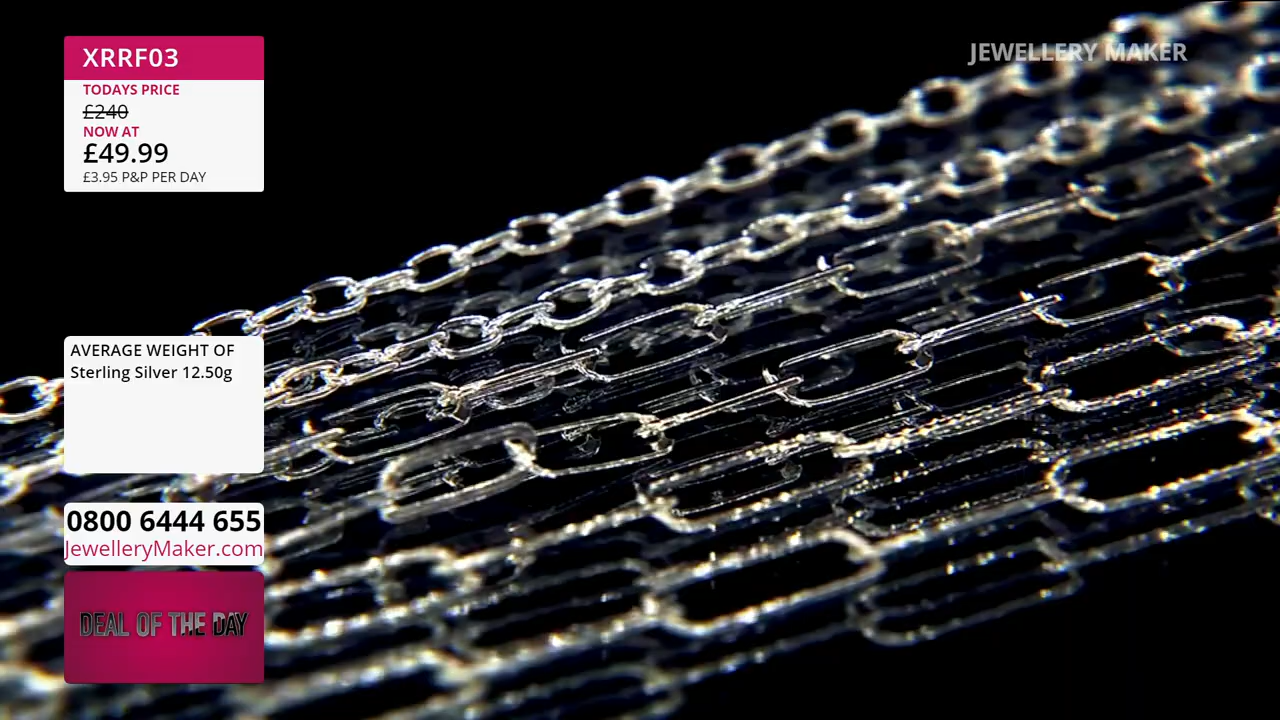 XRRF03
TODAYS PRICE
£240
NOW AT
£49.99
£3.95 P&P PER DAY
JEWELLERY MAKER
AVERAGE WEIGHT OF
Sterling Silver 12.50g
0800 6444 655
JewelleryMaker.com
DEAL OF THE DAY